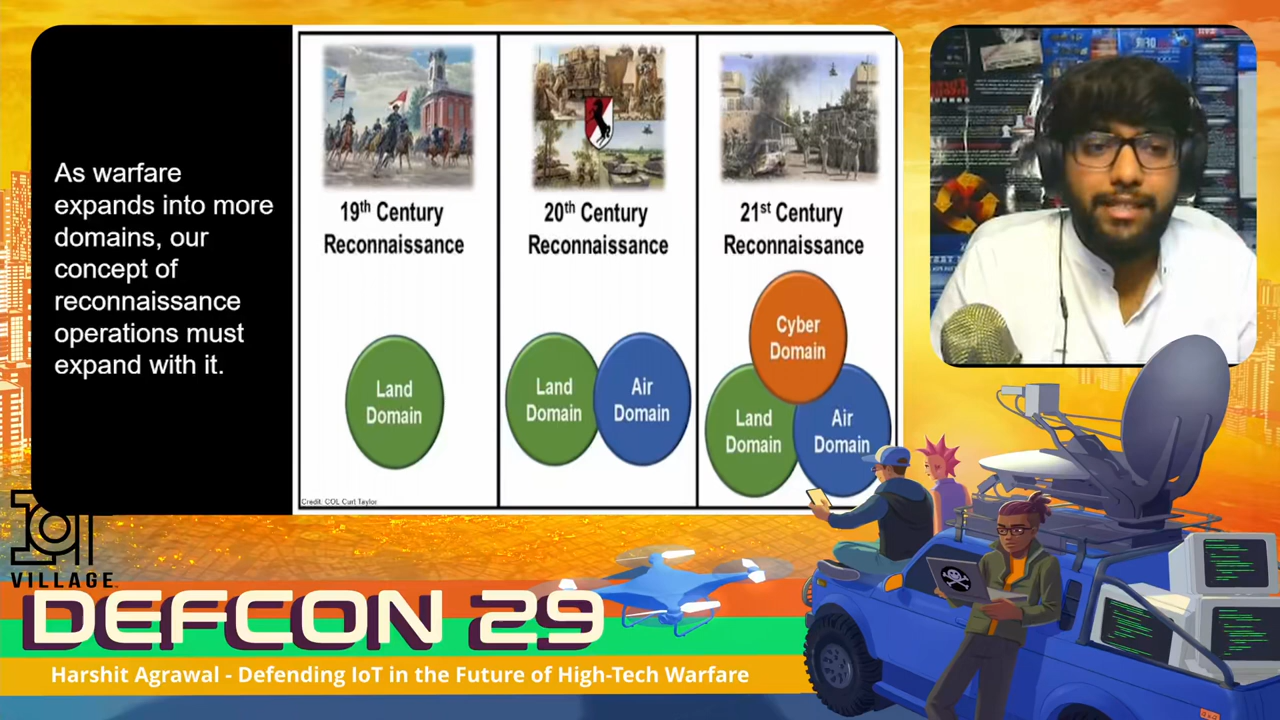 As warfare
expands into more
domains, our
concept of
reconnaissance
operations must
expand with it.
19th Century
Reconnaissance
Land
Domain
Credit: COL Curt Taylor
20th Century
Reconnaissance
Land
Domain
Air
Domain
21st Century
Reconnaissance
Cyber
Domain
Land
Domain
Air
Domain
IOT
VILLAGE
DEFCON 29
Harshit Agrawal - Defending IoT in the Future of High-Tech Warfare